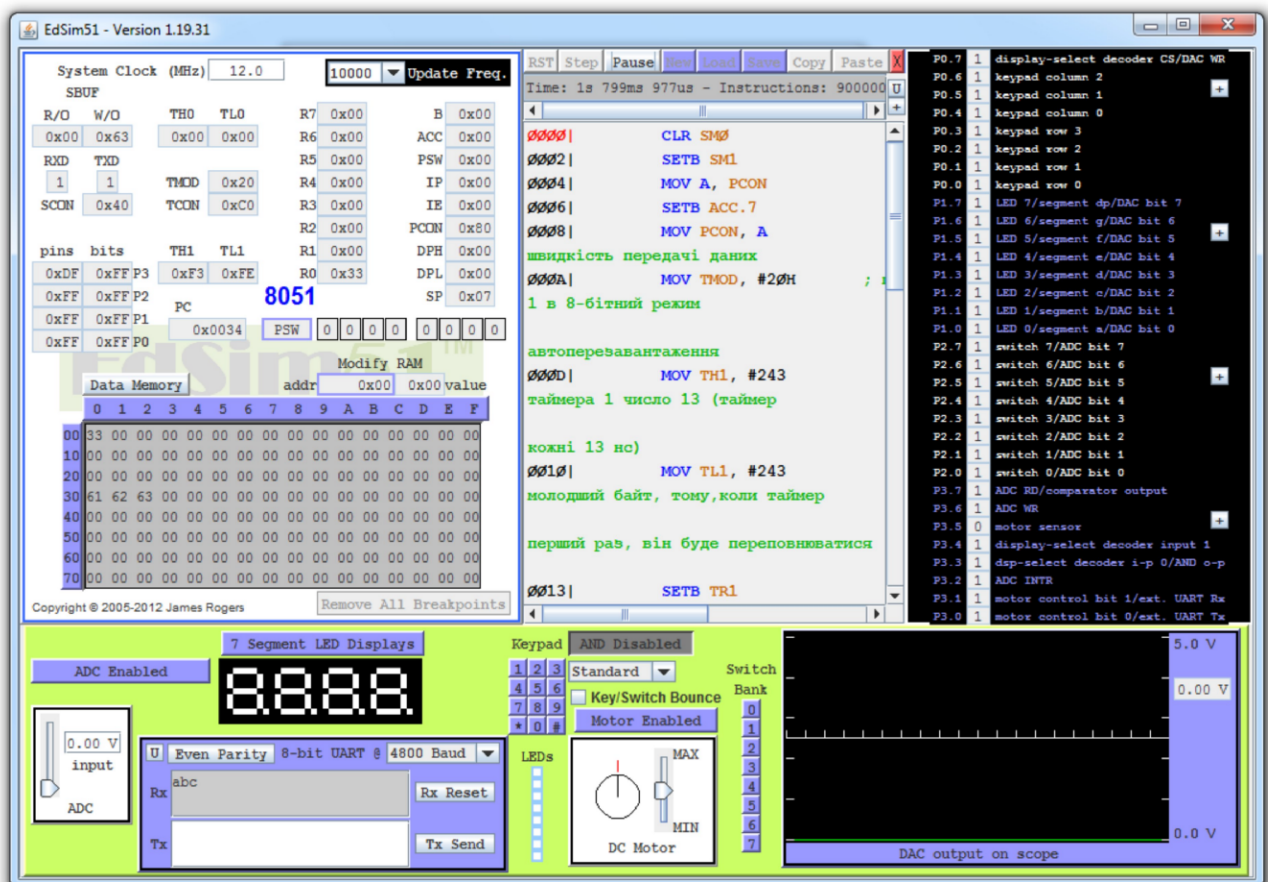 EdSim51 - Version 1.19.31
System Clock (MHz) 12.0 10000 Update Freq.
SBUF
R/O W/O TH0 TL0 R7 0x00 B 0x00
0x00 0x63 0x00 0x00 R6 0x00 ACC 0x00
RXD TXD R5 0x00 PSW 0x00
1 1 TMOD 0x20 R4 0x00 IP 0x00
SCON 0x40 TCON 0xC0 R3 0x00 IE 0x00
R2 0x00 PCON 0x80
pins bits TH1 TL1 R1 0x00 DPH 0x00
0xDF 0xFF P3 0xF3 0xFE R0 0x33 DPL 0x00
0xFF 0xFF P2 8051 SP 0x07
0xFF 0xFF P1 PC
0xFF 0xFF P0 0x0034 PSW 0 0 0 0 0 0 0 0
EdSim51 TM
Modify RAM
Data Memory addr 0x00 0x00 value
0 1 2 3 4 5 6 7 8 9 A B C D E F
00 33 00 00 00 00 00 00 00 00 00 00 00 00 00 00 00
10 00 00 00 00 00 00 00 00 00 00 00 00 00 00 00 00
20 00 00 00 00 00 00 00 00 00 00 00 00 00 00 00 00
30 61 62 63 00 00 00 00 00 00 00 00 00 00 00 00 00
40 00 00 00 00 00 00 00 00 00 00 00 00 00 00 00 00
50 00 00 00 00 00 00 00 00 00 00 00 00 00 00 00 00
60 00 00 00 00 00 00 00 00 00 00 00 00 00 00 00 00
70 00 00 00 00 00 00 00 00 00 00 00 00 00 00 00 00
Copyright © 2005-2012 James Rogers Remove All Breakpoints
RST Step Pause New Load Save Copy Paste X
Time: 1s 799ms 977us - Instructions: 900000 U
+
0000| CLR SM0
0002| SETB SM1
0004| MOV A, PCON
0006| SETB ACC.7
0008| MOV PCON, A
швидкість передачі даних
000A| MOV TMOD, #20H ;
1 в 8-бітний режим
автоперезавантаження
000D| MOV TH1, #243
таймера 1 число 13 (таймер
кожні 13 нс)
0010| MOV TL1, #243
молодший байт, тому,коли таймер
перший раз, він буде переповнюватися
0013| SETB TR1
P0.7 1 display-select decoder CS/DAC WR
P0.6 1 keypad column 2 +
P0.5 1 keypad column 1
P0.4 1 keypad column 0
P0.3 1 keypad row 3
P0.2 1 keypad row 2
P0.1 1 keypad row 1
P0.0 1 keypad row 0
P1.7 1 LED 7/segment dp/DAC bit 7
P1.6 1 LED 6/segment g/DAC bit 6
P1.5 1 LED 5/segment f/DAC bit 5 +
P1.4 1 LED 4/segment e/DAC bit 4
P1.3 1 LED 3/segment d/DAC bit 3
P1.2 1 LED 2/segment c/DAC bit 2
P1.1 1 LED 1/segment b/DAC bit 1
P1.0 1 LED 0/segment a/DAC bit 0
P2.7 1 switch 7/ADC bit 7
P2.6 1 switch 6/ADC bit 6
P2.5 1 switch 5/ADC bit 5 +
P2.4 1 switch 4/ADC bit 4
P2.3 1 switch 3/ADC bit 3
P2.2 1 switch 2/ADC bit 2
P2.1 1 switch 1/ADC bit 1
P2.0 1 switch 0/ADC bit 0
P3.7 1 ADC RD/comparator output
P3.6 1 ADC WR
P3.5 0 motor sensor +
P3.4 1 display-select decoder input 1
P3.3 1 dsp-select decoder i-p 0/AND o-p
P3.2 1 ADC INTR
P3.1 1 motor control bit 1/ext. UART Rx
P3.0 1 motor control bit 0/ext. UART Tx
ADC Enabled
7 Segment LED Displays
8.8.8.8.
0.00 V
input
ADC
U Even Parity 8-bit UART @ 4800 Baud
Rx abc Rx Reset
Tx Tx Send
Keypad
1 2 3
4 5 6
7 8 9
* 0 #
LEDs
AND Disabled
Standard
Key/Switch Bounce
Motor Enabled
MAX
MIN
DC Motor
Switch
Bank
0
1
2
3
4
5
6
7
5.0 V
0.00 V
0.0 V
DAC output on scope